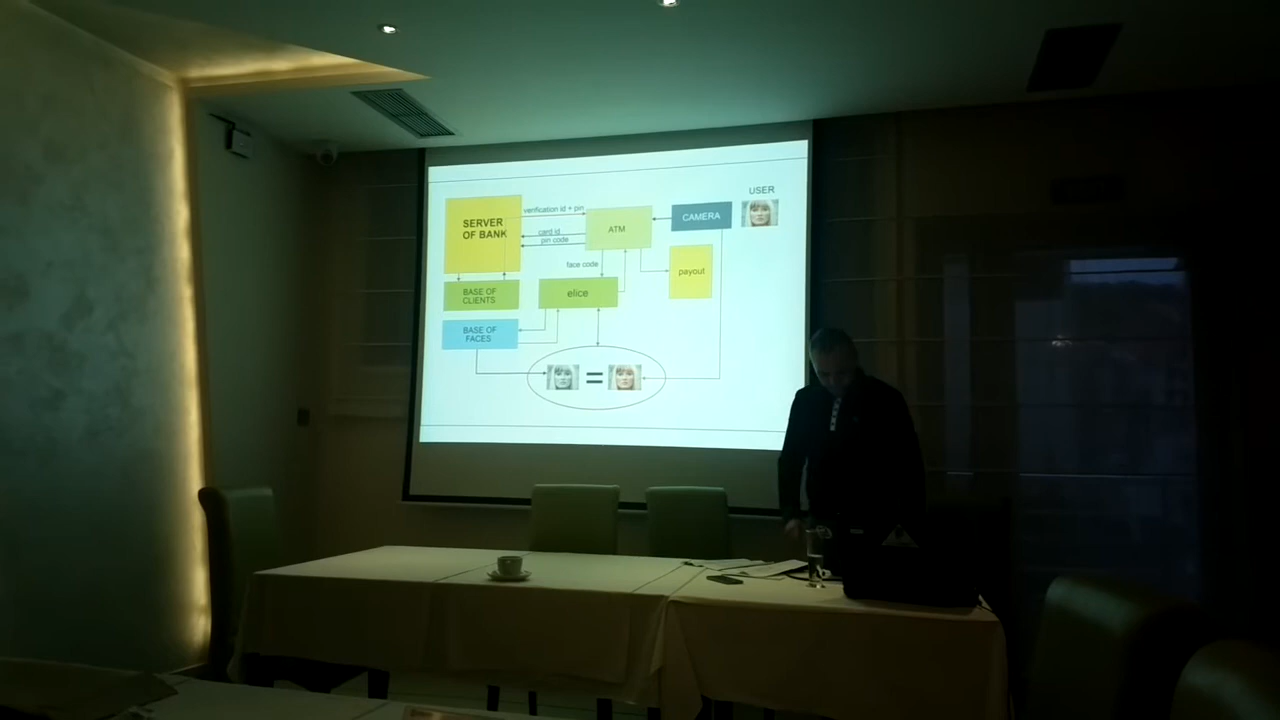 USER
SERVER
OF BANK
verification id + pin
ATM
CAMERA
card id
pin code
face code
payout
BASE OF
CLIENTS
elice
BASE OF
FACES
=